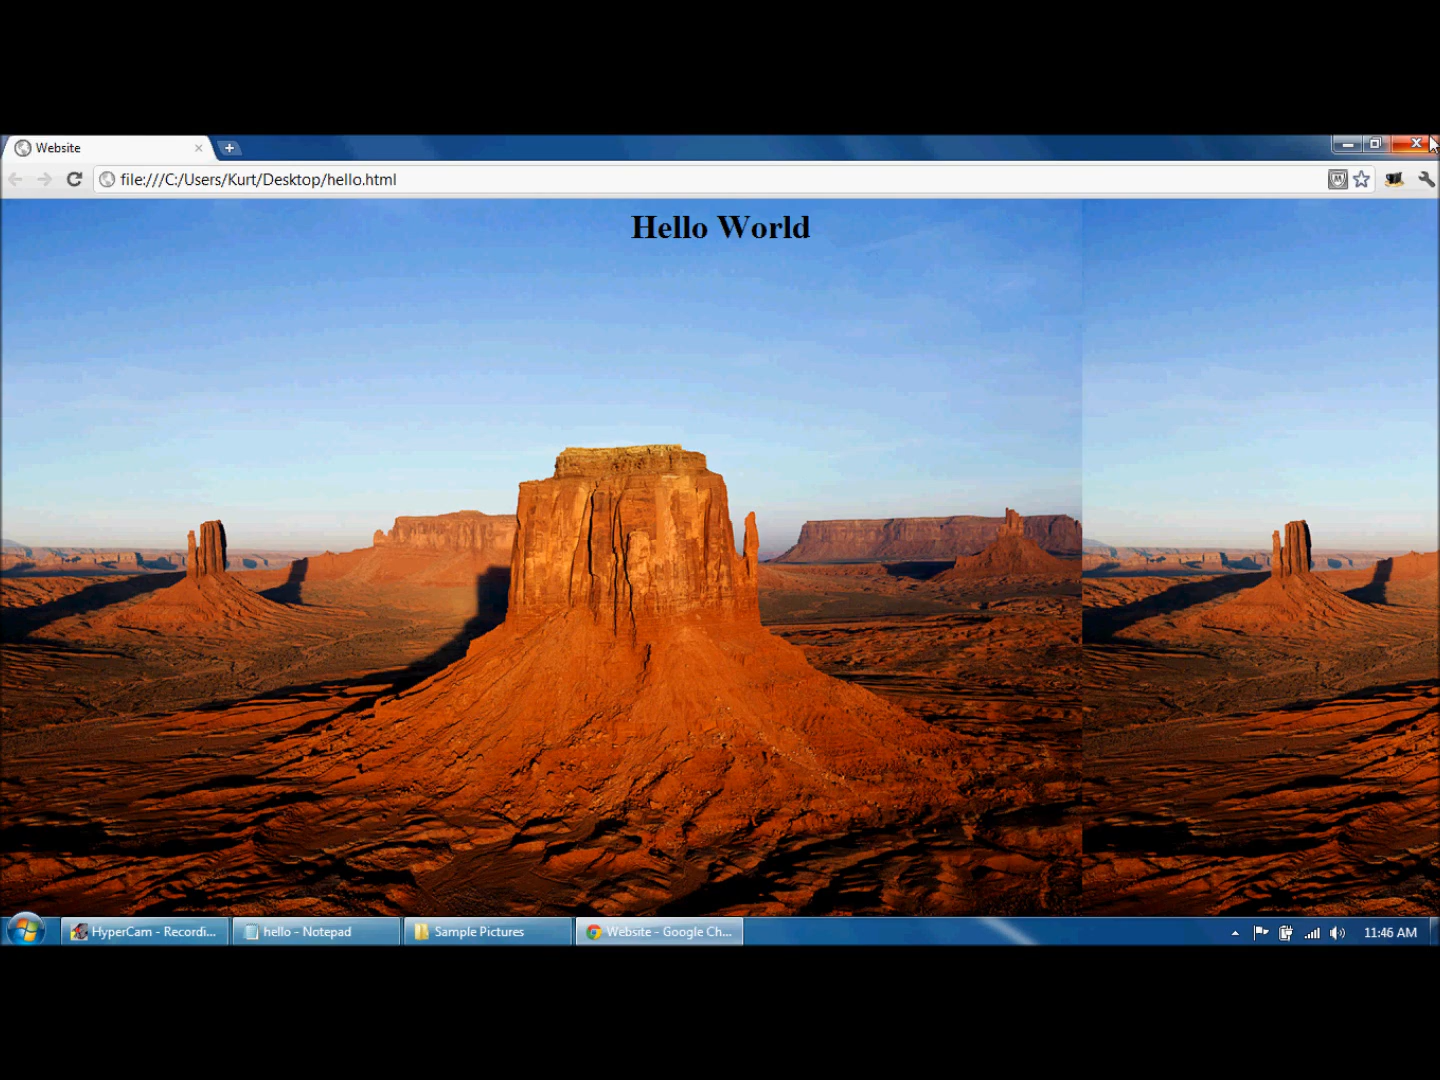 Website
file:///C:/Users/Kurt/Desktop/hello.html
Hello World
HyperCam - Recordi...
hello - Notepad
Sample Pictures
Website - Google Ch...
11:46 AM